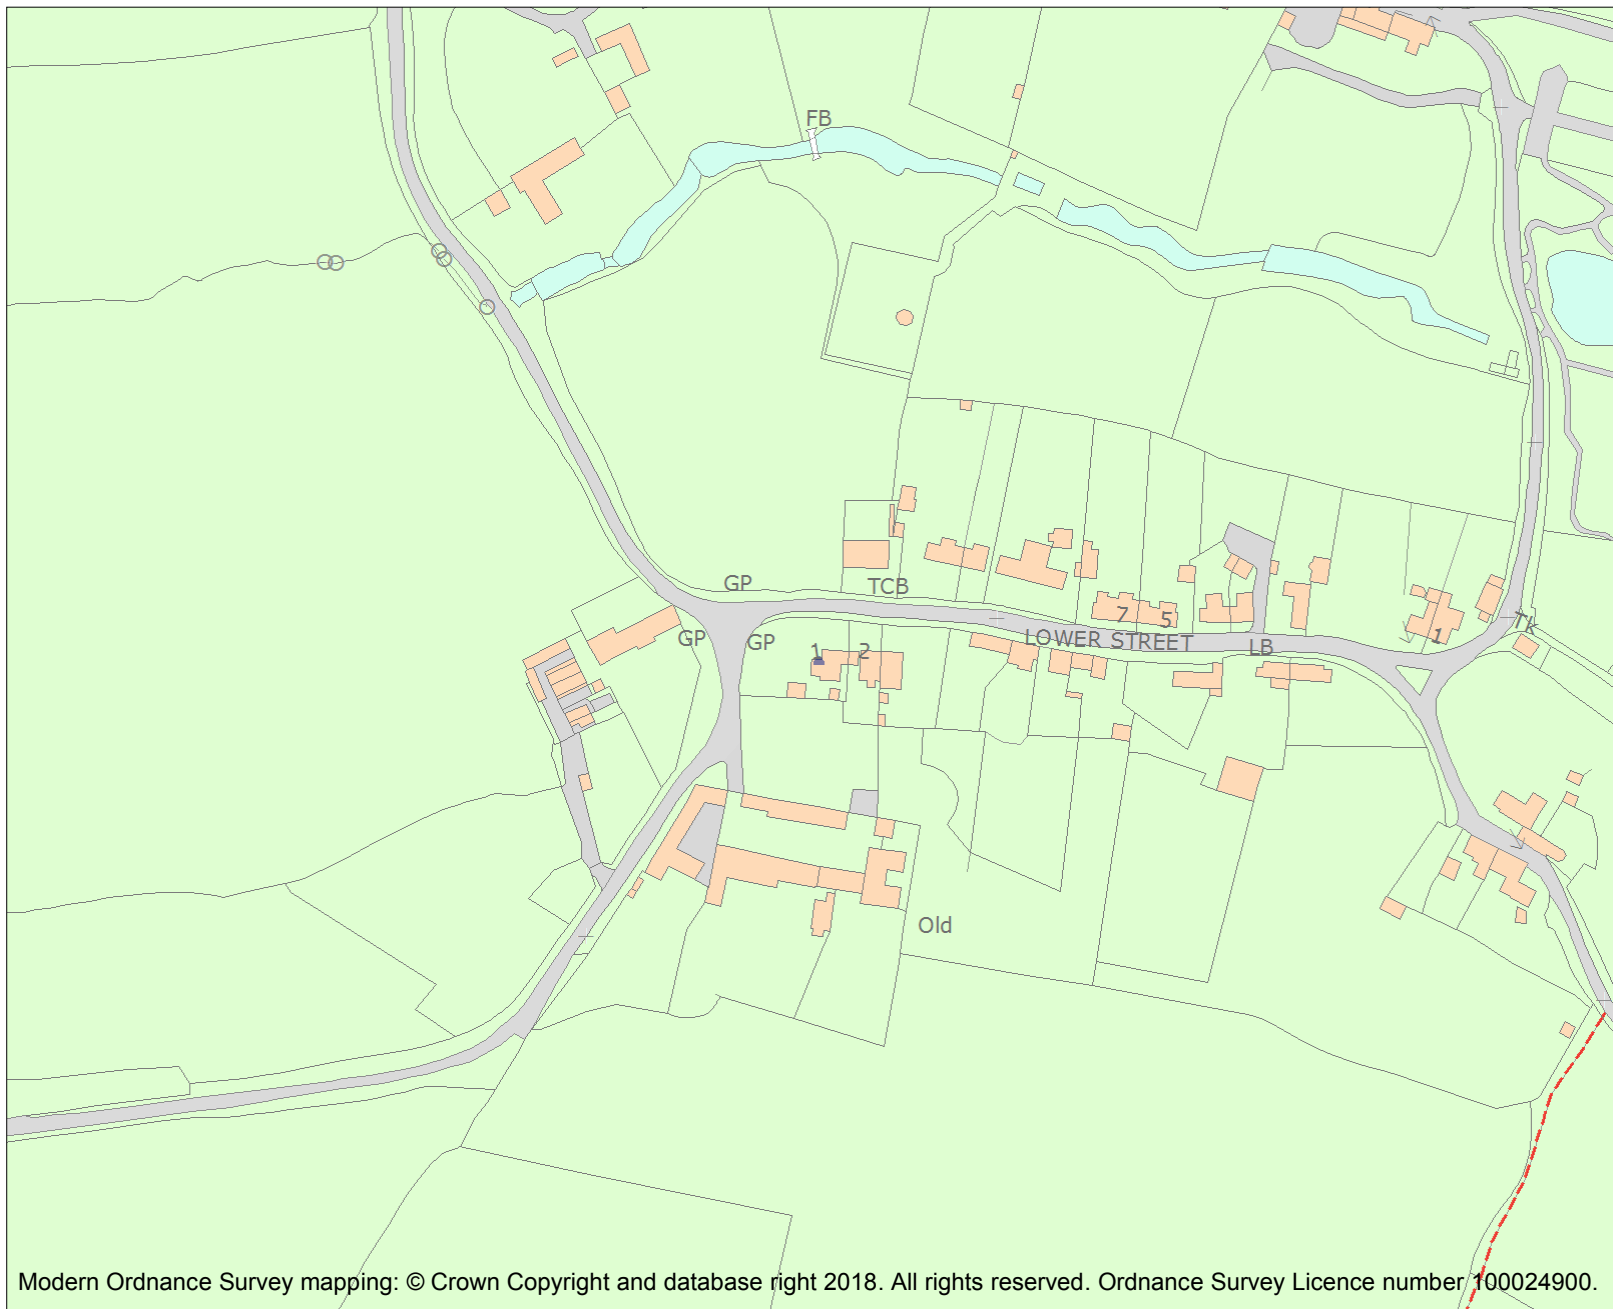 FB
GP
TCB
7
5
Tk
GP
GP
LOWER STREET
1
1
2
LB
Old
Modern Ordnance Survey mapping: © Crown Copyright and database right 2018. All rights reserved. Ordnance Survey Licence number 100024900.